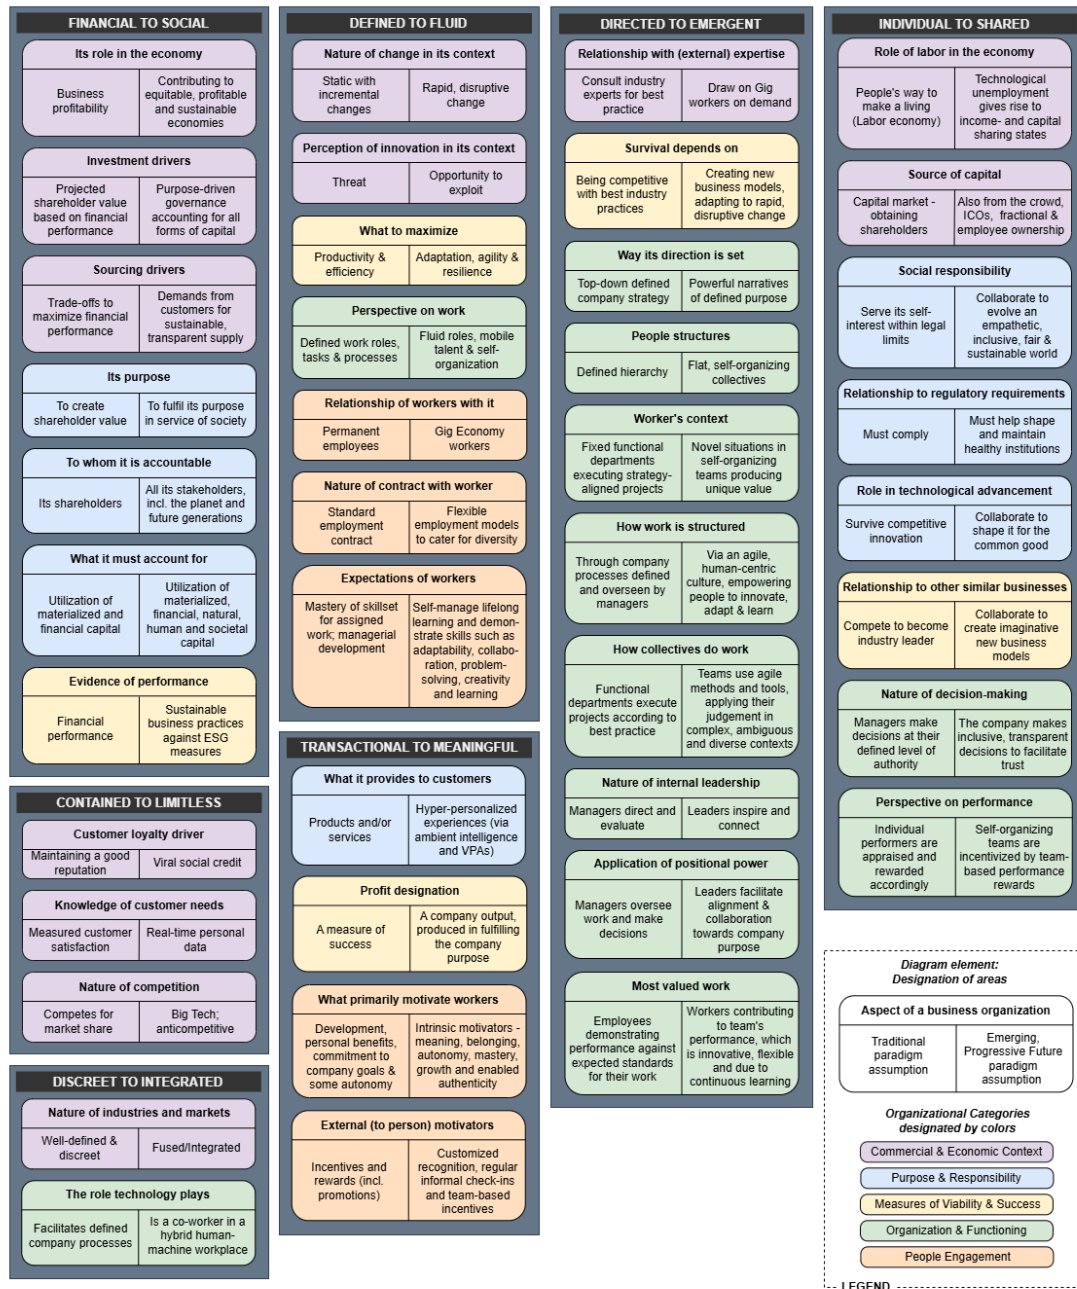 FINANCIAL TO SOCIAL
Its role in the economy
Business
profitability
Contributing to
equitable, profitable
and sustainable
economies
Investment drivers
Projected
shareholder value
based on financial
performance
Purpose-driven
governance
accounting for all
forms of capital
Sourcing drivers
Trade-offs to
maximize financial
performance
Demands from
customers for
sustainable,
transparent supply
Its purpose
To create
shareholder value
To fulfil its purpose
in service of society
To whom it is accountable
Its shareholders
All its stakeholders,
incl. the planet and
future generations
What it must account for
Utilization of
materialized and
financial capital
Utilization of
materialized,
financial, natural,
human and societal
capital
Evidence of performance
Financial
performance
Sustainable
business practices
against ESG
measures
CONTAINED TO LIMITLESS
Customer loyalty driver
Maintaining a good
reputation
Viral social credit
Knowledge of customer needs
Measured customer
satisfaction
Real-time personal
data
Nature of competition
Competes for
market share
Big Tech;
anticompetitive
DISCREET TO INTEGRATED
Nature of industries and markets
Well-defined &
discreet
Fused/Integrated
The role technology plays
Facilitates defined
company processes
Is a co-worker in a
hybrid human-
machine workplace
DEFINED TO FLUID
Nature of change in its context
Static with
incremental
changes
Rapid, disruptive
change
Perception of innovation in its context
Threat
Opportunity to
exploit
What to maximize
Productivity &
efficiency
Adaptation, agility &
resilience
Perspective on work
Defined work roles,
tasks & processes
Fluid roles, mobile
talent & self-
organization
Relationship of workers with it
Permanent
employees
Gig Economy
workers
Nature of contract with worker
Standard
employment
contract
Flexible
employment models
to cater for diversity
Expectations of workers
Mastery of skillset
for assigned
work; managerial
development
Self-manage lifelong
learning and demon-
strate skills such as
adaptability, collabo-
ration, problem-
solving, creativity
and learning
TRANSACTIONAL TO MEANINGFUL
What it provides to customers
Products and/or
services
Hyper-personalized
experiences (via
ambient intelligence
and VPAs)
Profit designation
A measure of
success
A company output,
produced in fulfilling
the company
purpose
What primarily motivate workers
Development,
personal benefits,
commitment to
company goals &
some autonomy
Intrinsic motivators -
meaning, belonging,
autonomy, mastery,
growth and enabled
authenticity
External (to person) motivators
Incentives and
rewards (incl.
promotions)
Customized
recognition, regular
informal check-ins
and team-based
incentives
DIRECTED TO EMERGENT
Relationship with (external) expertise
Consult industry
experts for best
practice
Draw on Gig
workers on demand
Survival depends on
Being competitive
with best industry
practices
Creating new
business models,
adapting to rapid,
disruptive change
Way its direction is set
Top-down defined
company strategy
Powerful narratives
of defined purpose
People structures
Defined hierarchy
Flat, self-organizing
collectives
Worker's context
Fixed functional
departments
executing strategy-
aligned projects
Novel situations in
self-organizing
teams producing
unique value
How work is structured
Through company
processes defined
and overseen by
managers
Via an agile,
human-centric
culture, empowering
people to innovate,
adapt & learn
How collectives do work
Functional
departments execute
projects according to
best practice
Teams use agile
methods and tools,
applying their
judgement in
complex, ambiguous
and diverse contexts
Nature of internal leadership
Managers direct and
evaluate
Leaders inspire and
connect
Application of positional power
Managers oversee
work and make
decisions
Leaders facilitate
alignment &
collaboration
towards company
purpose
Most valued work
Employees
demonstrating
performance against
expected standards
for their work
Workers contributing
to team's
performance, which
is innovative, flexible
and due to
continuous learning
INDIVIDUAL TO SHARED
Role of labor in the economy
People's way to
make a living
(Labor economy)
Technological
unemployment
gives rise to
income- and capital
sharing states
Source of capital
Capital market -
obtaining
shareholders
Also from the crowd,
ICOs, fractional &
employee ownership
Social responsibility
Serve its self-
interest within legal
limits
Collaborate to
evolve an
empathetic,
inclusive, fair &
sustainable world
Relationship to regulatory requirements
Must comply
Must help shape
and maintain
healthy institutions
Role in technological advancement
Survive competitive
innovation
Collaborate to
shape it for the
common good
Relationship to other similar businesses
Compete to become
industry leader
Collaborate to
create imaginative
new business
models
Nature of decision-making
Managers make
decisions at their
defined level of
authority
The company makes
inclusive, transparent
decisions to facilitate
trust
Perspective on performance
Individual
performers are
appraised and
rewarded
accordingly
Self-organizing
teams are
incentivized by team-
based performance
rewards
Diagram element:
Designation of areas
Aspect of a business organization
Traditional
paradigm
assumption
Emerging,
Progressive Future
paradigm
assumption
Organizational Categories
designated by colors
Commercial & Economic Context
Purpose & Responsibility
Measures of Viability & Success
Organization & Functioning
People Engagement
LEGEND